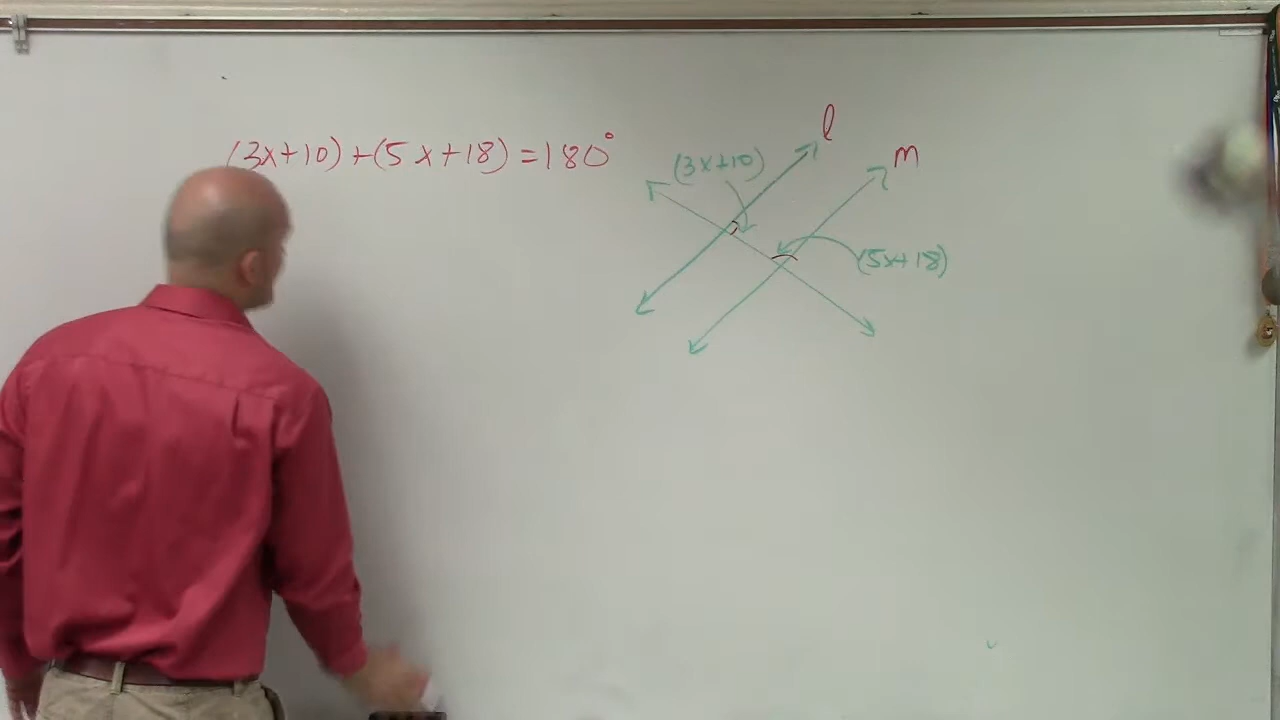 (3x+10) + (5x+18) = 180°
l
m
(3x+10)
(5x+18)